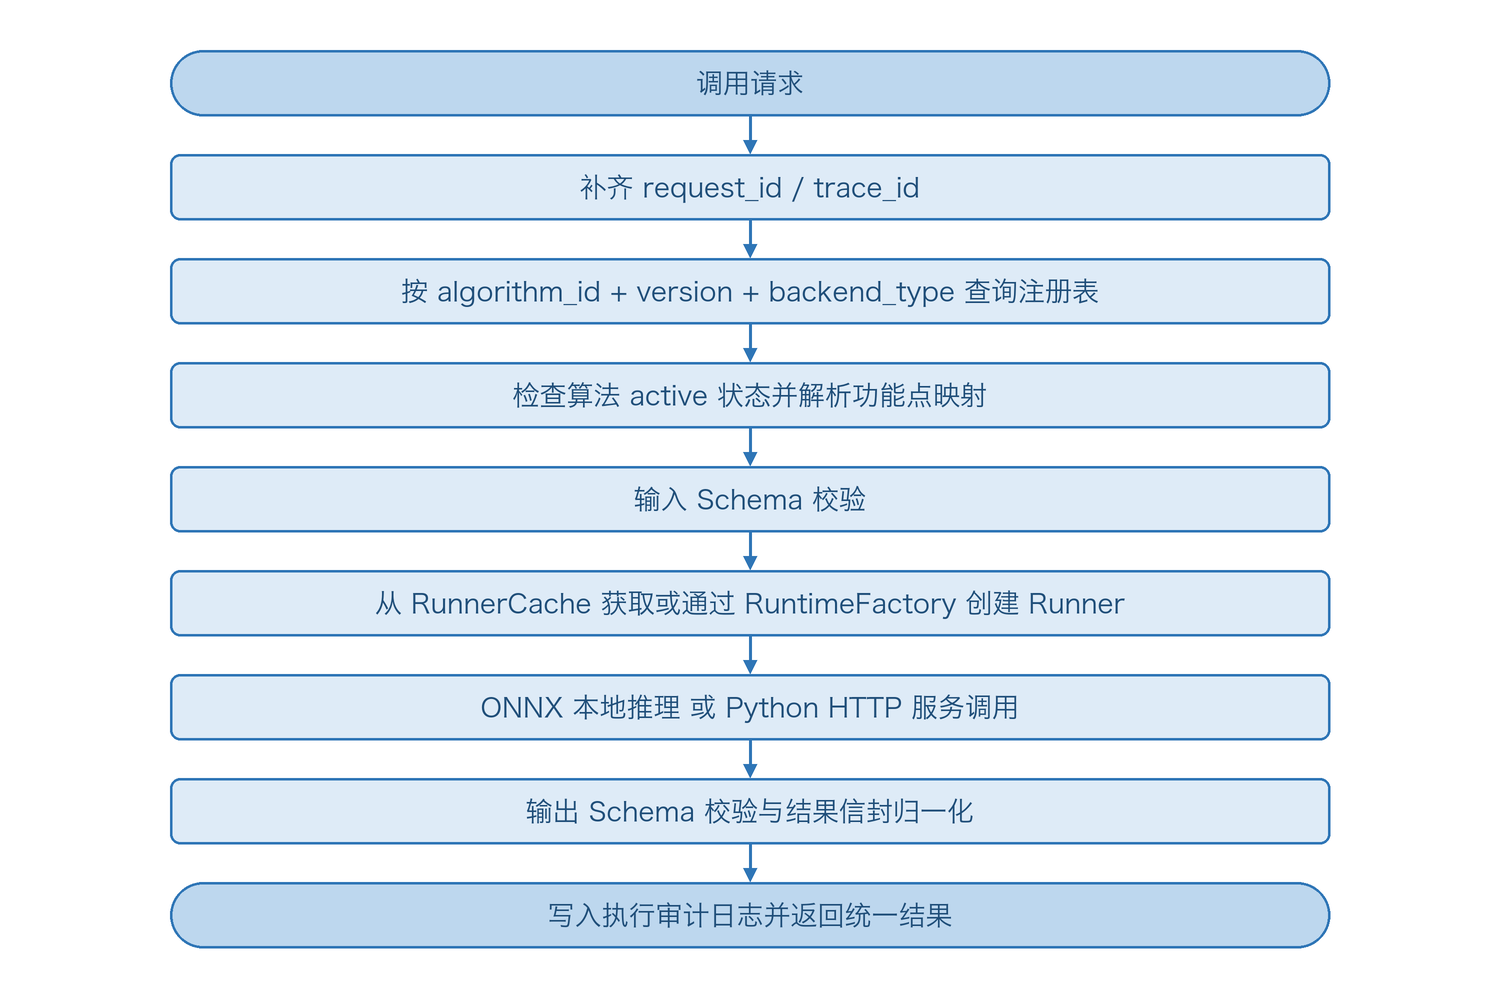 调用请求
补齐 request_id / trace_id
按 algorithm_id + version + backend_type 查询注册表
检查算法 active 状态并解析功能点映射
输入 Schema 校验
从 RunnerCache 获取或通过 RuntimeFactory 创建 Runner
ONNX 本地推理 或 Python HTTP 服务调用
输出 Schema 校验与结果信封归一化
写入执行审计日志并返回统一结果